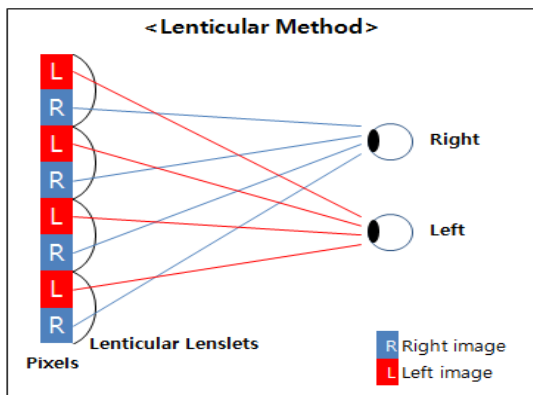 <Lenticular Method>
L
R
L
R
L
R
L
R
Right
Left
Lenticular Lenslets
Pixels
R Right image
L Left image